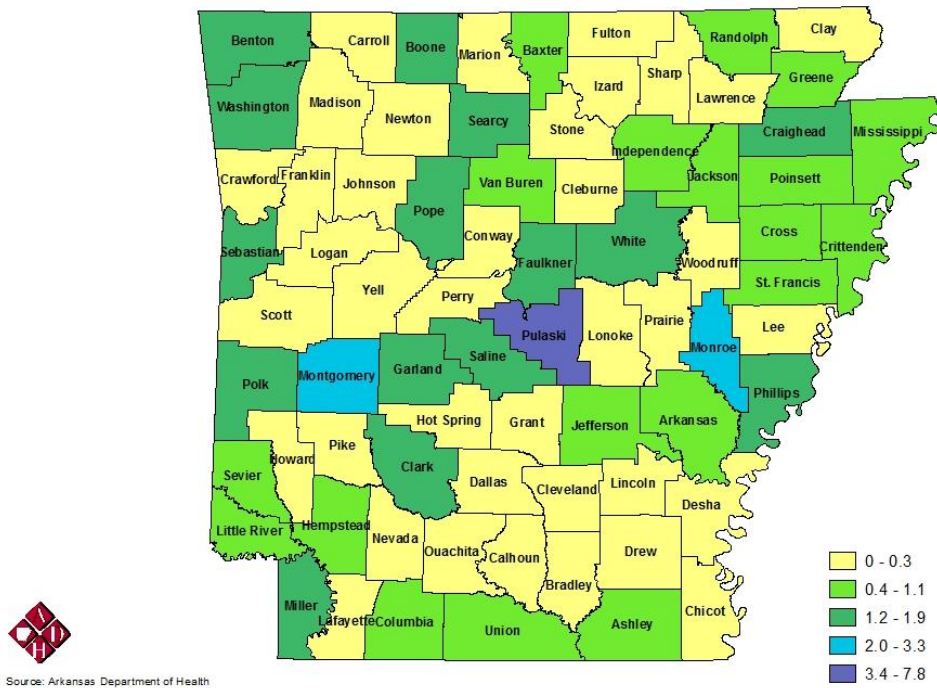 Benton
Carroll
Boone
Marion
Baxter
Fulton
Randolph
Clay
Sharp
Izard
Greene
Lawrence
Washington
Madison
Newton
Searcy
Stone
Independence
Jackson
Craighead
Mississippi
Poinsett
Crawford
Franklin
Johnson
Pope
Van Buren
Cleburne
Conway
White
Cross
Crittenden
Sebastian
Logan
Faulkner
Woodruff
St. Francis
Scott
Yell
Perry
Pulaski
Lonoke
Prairie
Monroe
Lee
Polk
Montgomery
Garland
Saline
Phillips
Hot Spring
Grant
Jefferson
Arkansas
Howard
Pike
Clark
Dallas
Cleveland
Lincoln
Desha
Sevier
Little River
Hempstead
Nevada
Ouachita
Calhoun
Bradley
Drew
Chicot
Miller
Lafayette
Columbia
Union
Ashley
0 - 0.3
0.4 - 1.1
1.2 - 1.9
2.0 - 3.3
3.4 - 7.8
A
D
H
Source: Arkansas Department of Health